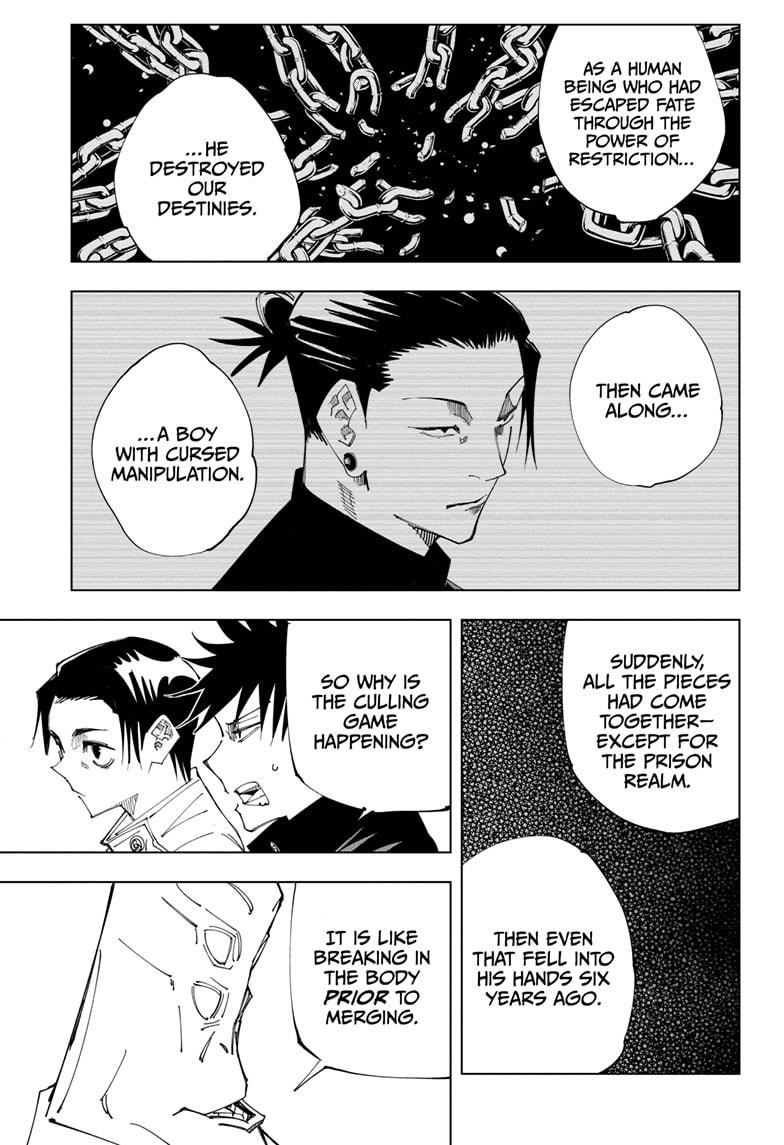 AS A HUMAN
BEING WHO HAD
ESCAPED FATE
THROUGH THE
POWER OF
RESTRICTION...
...HE
DESTROYED
OUR
DESTINIES.
THEN CAME
ALONG...
...A BOY
WITH CURSED
MANIPULATION.
SUDDENLY,
ALL THE PIECES
HAD COME
TOGETHER—
EXCEPT FOR
THE PRISON
REALM.
THEN EVEN
THAT FELL INTO
HIS HANDS SIX
YEARS AGO.
SO WHY IS
THE CULLING
GAME
HAPPENING?
IT IS LIKE
BREAKING IN
THE BODY
PRIOR TO
MERGING.